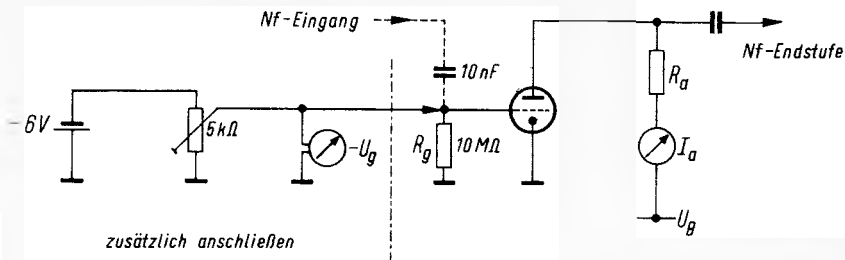 Nf-Eingang
10nF
Nf-Endstufe
6V
5kΩ
-Ug
Rg
10MΩ
Ra
Ia
UB
zusätzlich anschließen